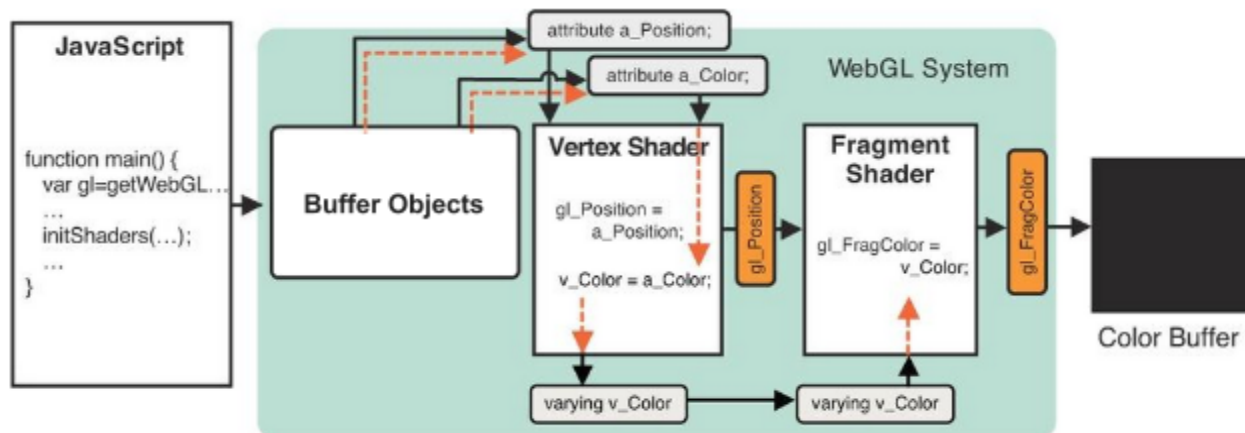 JavaScript
function main() {
var gl=getWebGL…
…
initShaders(…);
…
}
WebGL System
attribute a_Position;
attribute a_Color;
Buffer Objects
Vertex Shader
gl_Position =
a_Position;
v_Color = a_Color;
gl_Position
Fragment
Shader
gl_FragColor =
v_Color;
gl_FragColor
Color Buffer
varying v_Color
varying v_Color